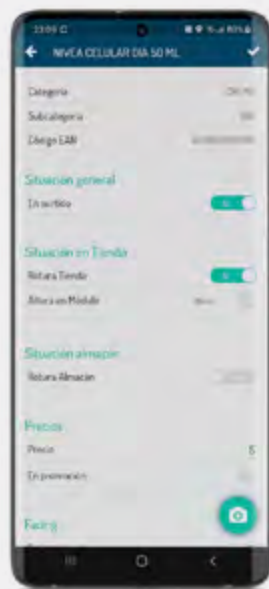 NIVEA CELULAR DIA 50 ML
Categoría
Subcategoría
Código EAN
Situación general
En surtido
Situación en Tienda
Rotura Tienda
Altura en Módulo
Situación almacén
Rotura Almacén
Precios
Precio
En promoción
Facing